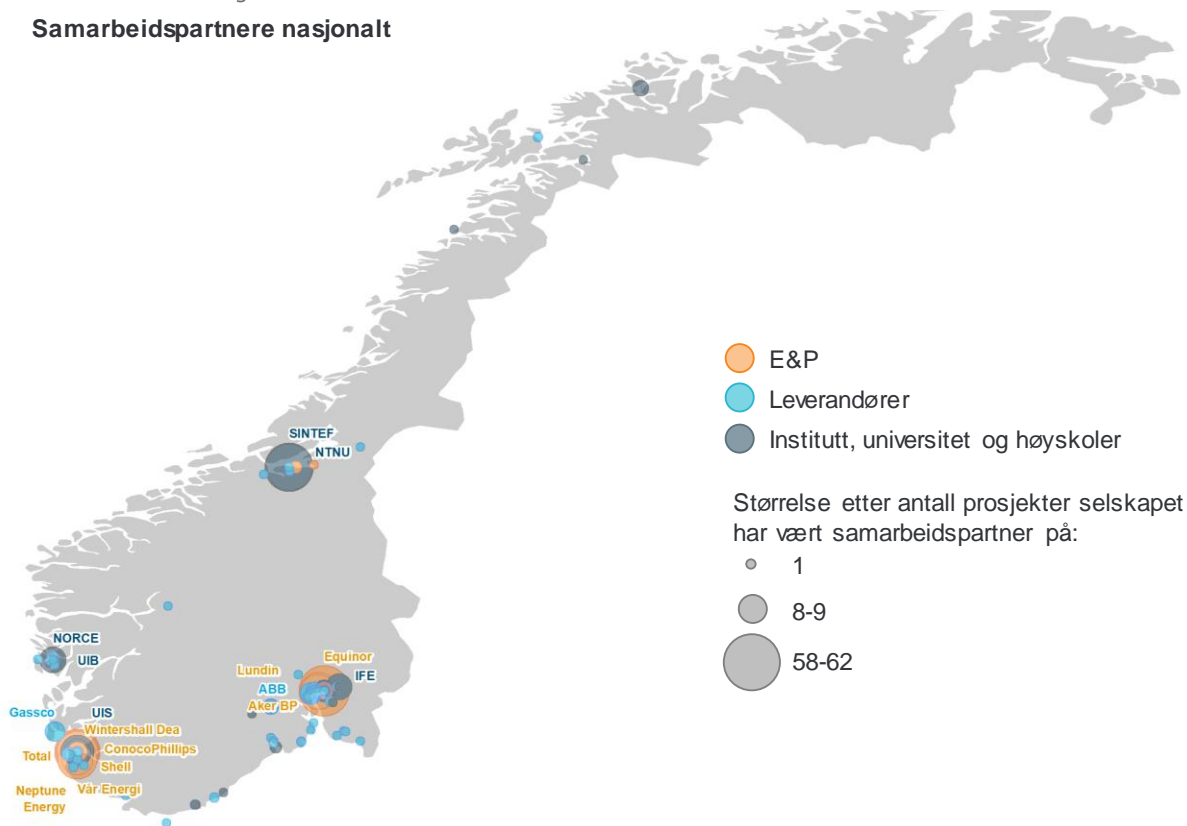 Samarbeidspartnere nasjonalt
E&P
Leverandører
Institutt, universitet og høyskoler
Størrelse etter antall prosjekter selskapet
har vært samarbeidspartner på:
1
8-9
58-62
SINTEF
NTNU
NORCE
UIB
Equinor
Lundin
IFE
ABB
Aker BP
Gassco
UIS
Wintershall Dea
ConocoPhillips
Total
Shell
Neptune
Energy
Vår Energi